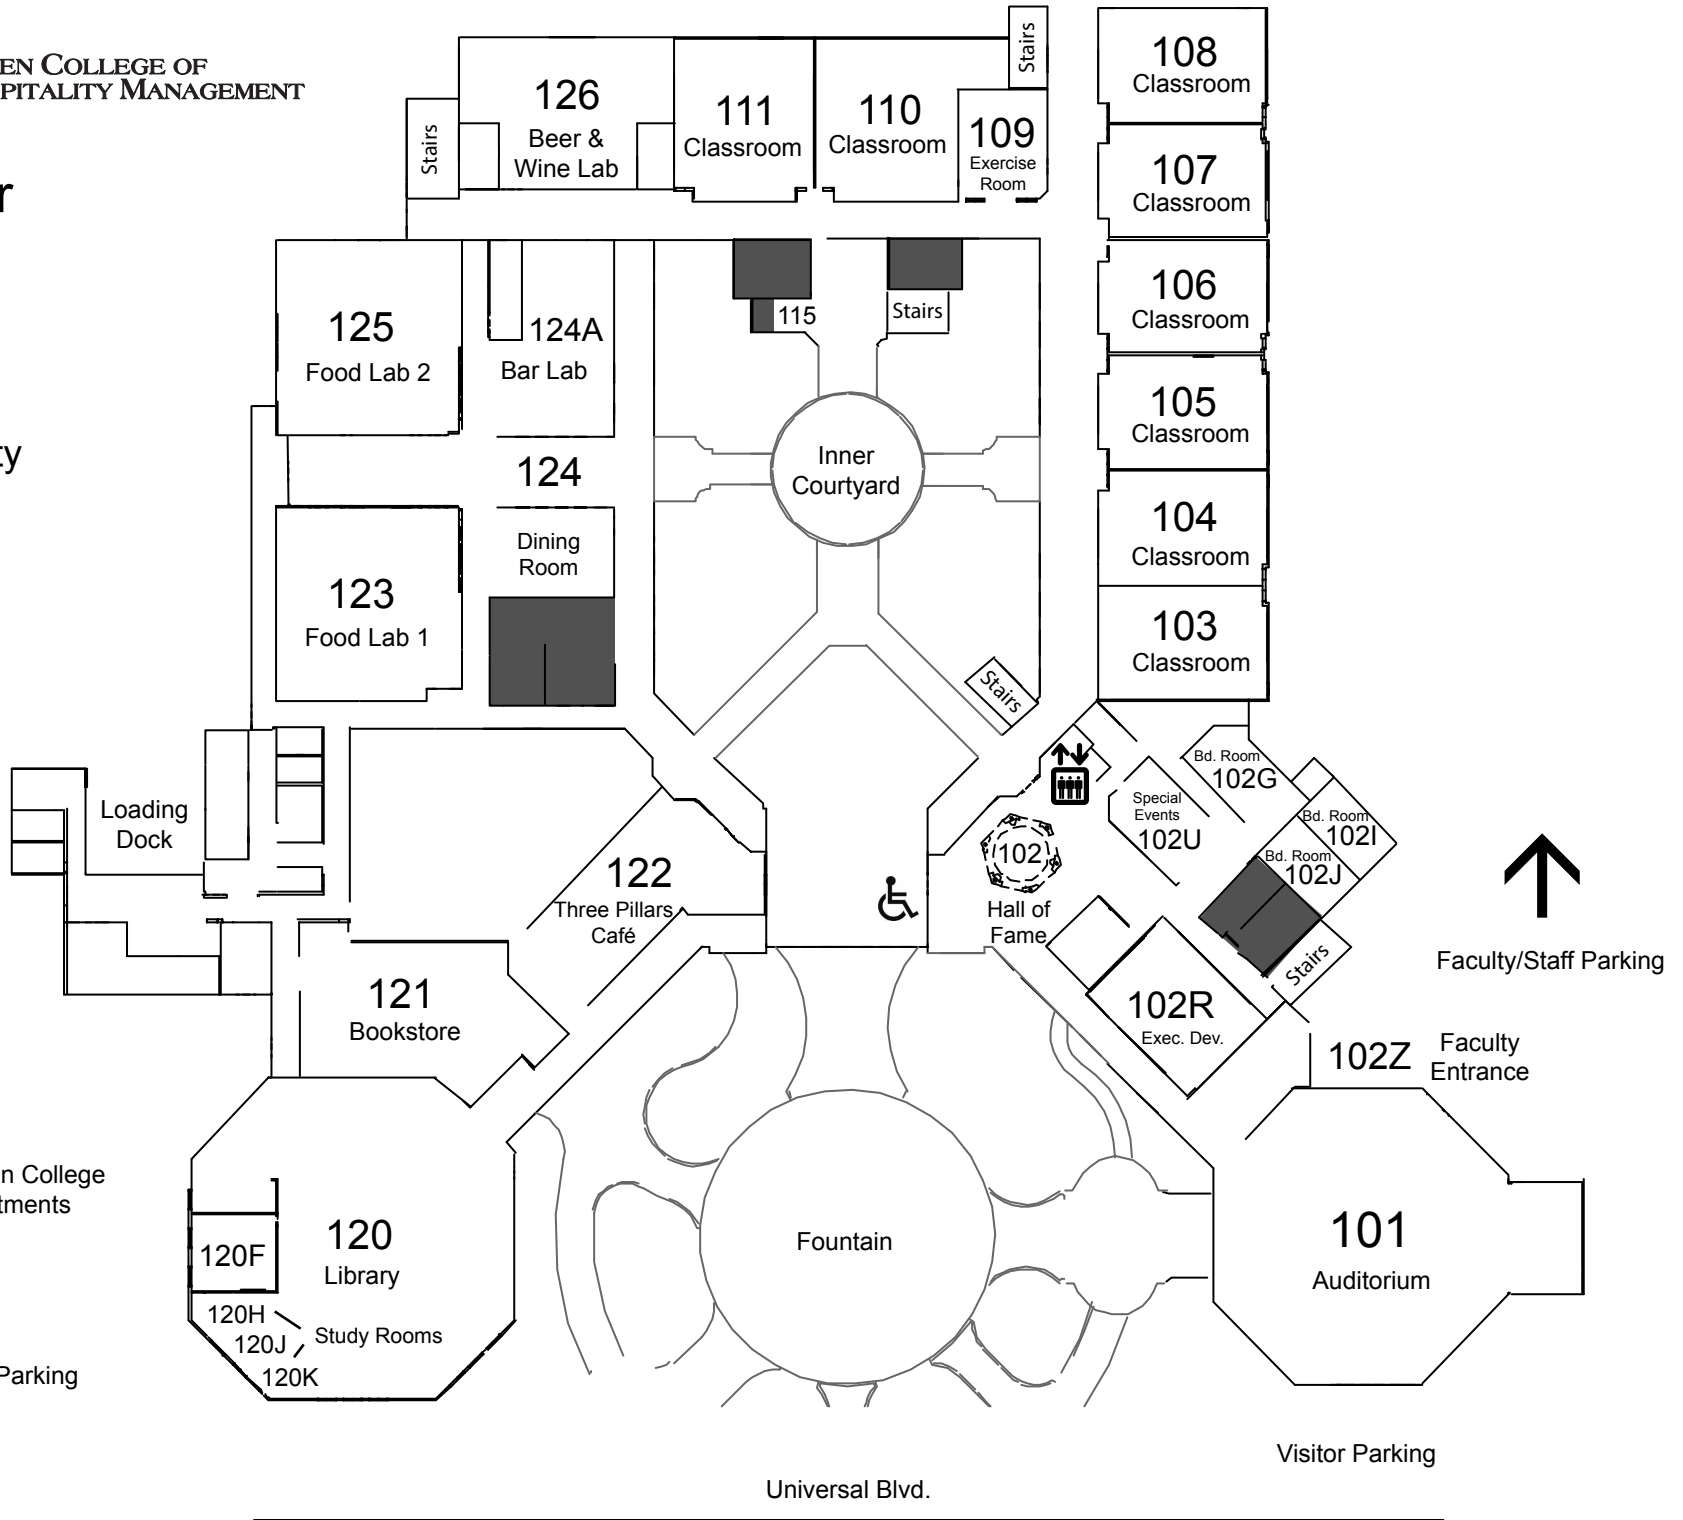 EN COLLEGE OF
PITALITY MANAGEMENT
r
ty
Stairs
126
Beer &
Wine Lab
111
Classroom
110
Classroom
Stairs
109
Exercise
Room
108
Classroom
107
Classroom
106
Classroom
105
Classroom
104
Classroom
103
Classroom
125
Food Lab 2
124A
Bar Lab
115
Stairs
124
Dining
Room
Inner
Courtyard
123
Food Lab 1
Stairs
Loading
Dock
122
Three Pillars
Café
102
Hall of
Fame
Special
Events
102U
Bd. Room
102G
Bd. Room
102I
Bd. Room
102J
Stairs
102R
Exec. Dev.
Faculty/Staff Parking
102Z
Faculty
Entrance
121
Bookstore
n College
tments
120
Library
120F
120H
120J
120K
Study Rooms
Fountain
101
Auditorium
Parking
Visitor Parking
Universal Blvd.